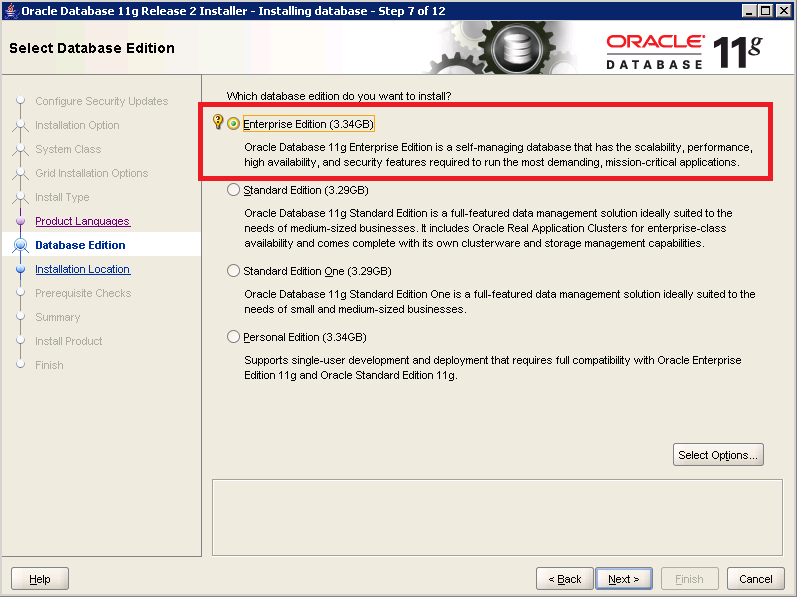 Oracle Database 11g Release 2 Installer - Installing database - Step 7 of 12
Select Database Edition
ORACLE
DATABASE 11g
Configure Security Updates
Installation Option
System Class
Grid Installation Options
Install Type
Product Languages
Database Edition
Installation Location
Prerequisite Checks
Summary
Install Product
Finish
Which database edition do you want to install?
Enterprise Edition (3.34GB)
Oracle Database 11g Enterprise Edition is a self-managing database that has the scalability, performance,
high availability, and security features required to run the most demanding, mission-critical applications.
Standard Edition (3.29GB)
Oracle Database 11g Standard Edition is a full-featured data management solution ideally suited to the
needs of medium-sized businesses. It includes Oracle Real Application Clusters for enterprise-class
availability and comes complete with its own clusterware and storage management capabilities.
Standard Edition One (3.29GB)
Oracle Database 11g Standard Edition One is a full-featured data management solution ideally suited to the
needs of small and medium-sized businesses.
Personal Edition (3.34GB)
Supports single-user development and deployment that requires full compatibility with Oracle Enterprise
Edition 11g and Oracle Standard Edition 11g.
Select Options...
Help
< Back
Next >
Finish
Cancel